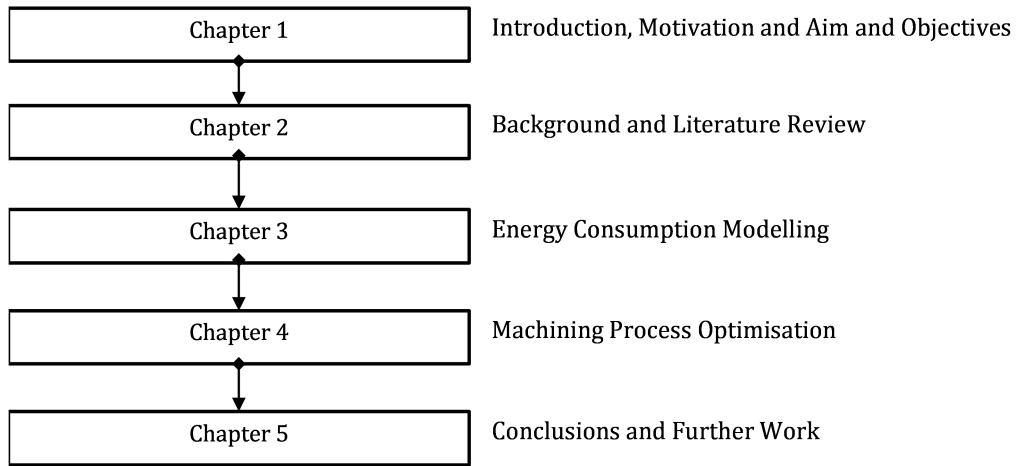 Chapter 1
Introduction, Motivation and Aim and Objectives
Chapter 2
Background and Literature Review
Chapter 3
Energy Consumption Modelling
Chapter 4
Machining Process Optimisation
Chapter 5
Conclusions and Further Work